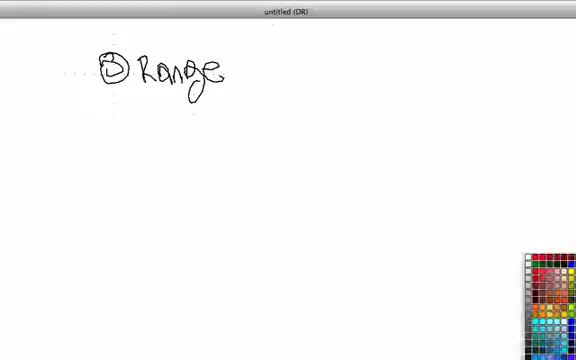 untitled (DR)
③ Range